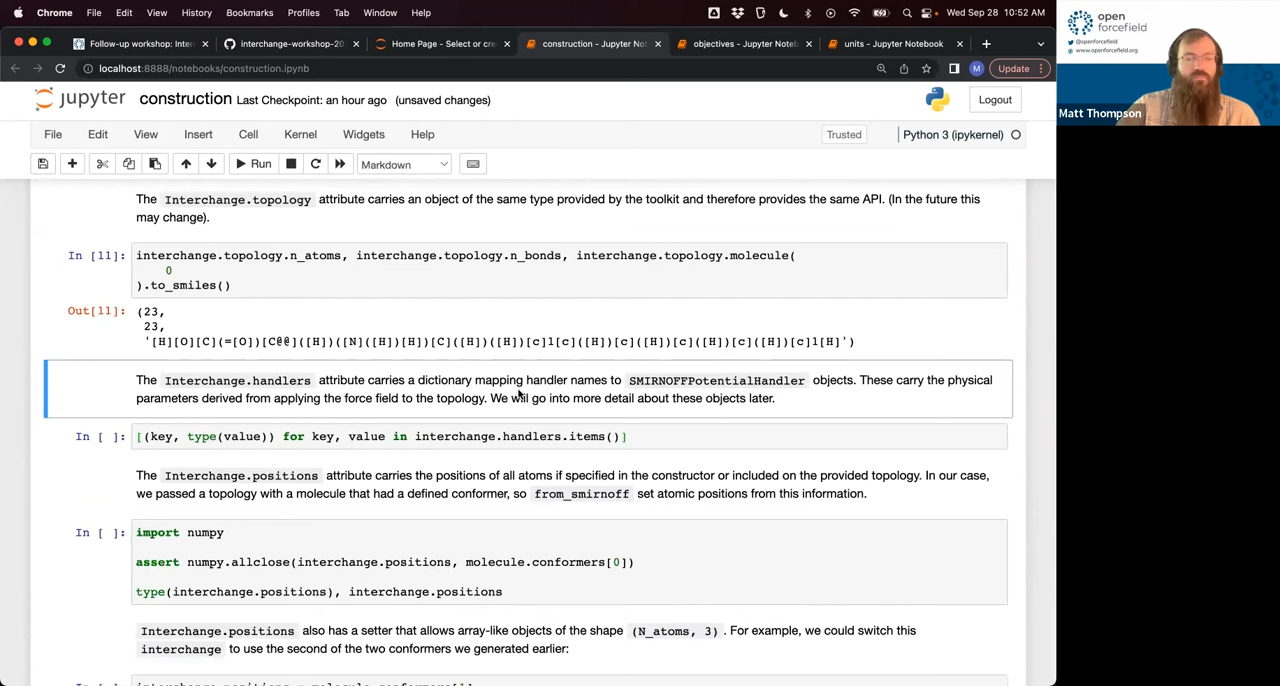 Chrome File Edit View History Bookmarks Profiles Tab Window Help Wed Sep 28 10:52 AM
Follow-up workshop: Inter interchange-workshop-202 Home Page - Select or cre construction - Jupyter Not objectives - Jupyter Noteb units - Jupyter Notebook
localhost:8888/notebooks/construction.ipynb M Update
jupyter construction Last Checkpoint: an hour ago (unsaved changes) Logout
File Edit View Insert Cell Kernel Widgets Help Trusted Python 3 (ipykernel)
Run Markdown
The Interchange.topology attribute carries an object of the same type provided by the toolkit and therefore provides the same API. (In the future this
may change).
In [11]: interchange.topology.n_atoms, interchange.topology.n_bonds, interchange.topology.molecule(
0
).to_smiles()
Out[11]: (23,
23,
'[H][O][C](=[O])[C@@]([H])([N]([H])[H])[C]([H])([H])[c]1[c]([H])[c]([H])[c]([H])[c]([H])[c]1[H]')
The Interchange.handlers attribute carries a dictionary mapping handler names to SMIRNOFFPotentialHandler objects. These carry the physical
parameters derived from applying the force field to the topology. We will go into more detail about these objects later.
In [ ]: [(key, type(value)) for key, value in interchange.handlers.items()]
The Interchange.positions attribute carries the positions of all atoms if specified in the constructor or included on the provided topology. In our case,
we passed a topology with a molecule that had a defined conformer, so from_smirnoff set atomic positions from this information.
In [ ]: import numpy
assert numpy.allclose(interchange.positions, molecule.conformers[0])
type(interchange.positions), interchange.positions
Interchange.positions also has a setter that allows array-like objects of the shape (N_atoms, 3) . For example, we could switch this
interchange to use the second of the two conformers we generated earlier:
In [ ]: interchange.positions = molecule.conformers[1]
open
forcefield
@openforcefield
www.openforcefield.org
Matt Thompson